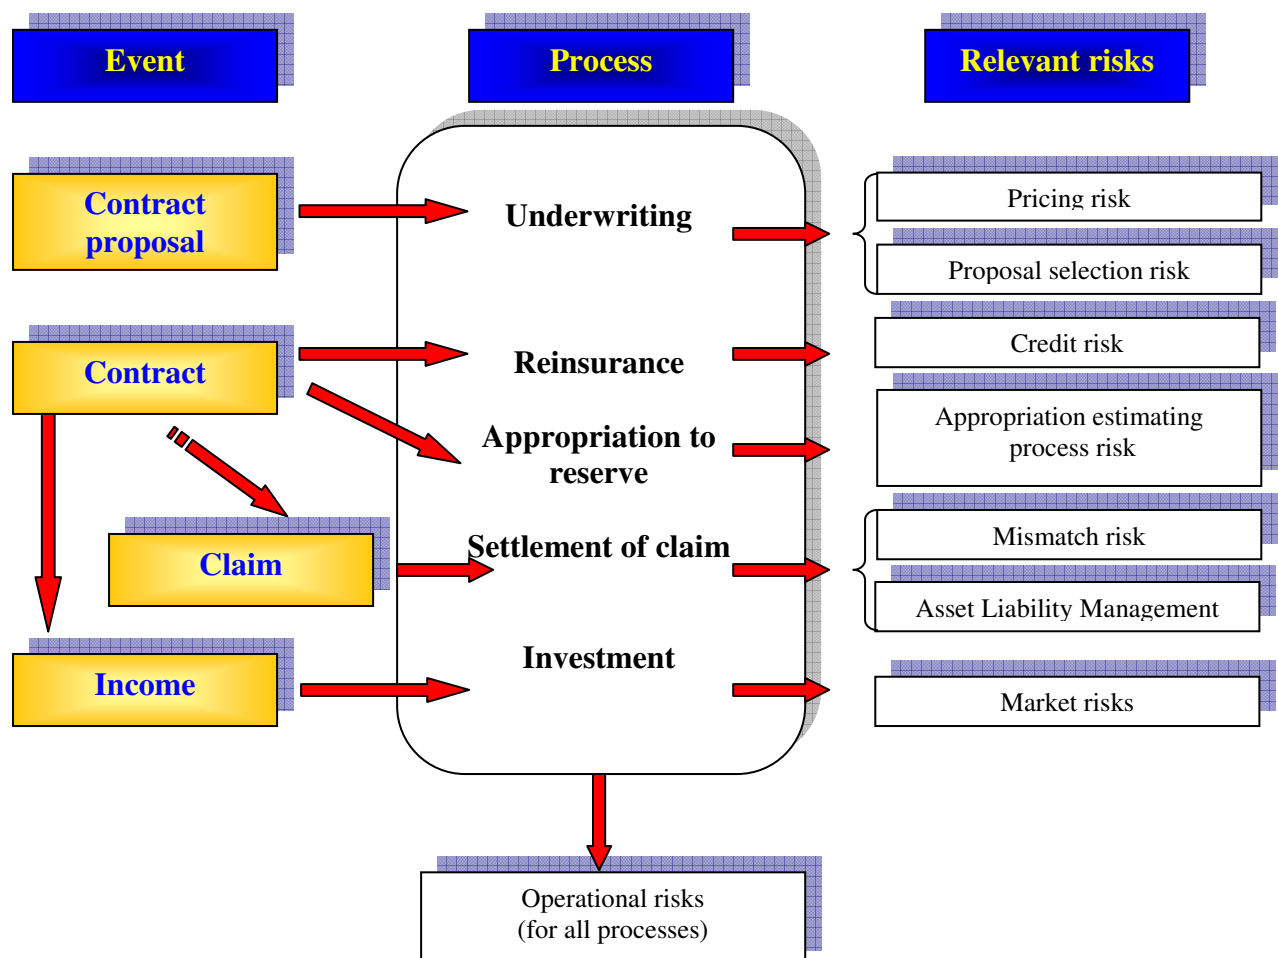 Event
Process
Relevant risks
Contract
proposal
Underwriting
Pricing risk
Proposal selection risk
Contract
Reinsurance
Credit risk
Appropriation to
reserve
Appropriation estimating
process risk
Claim
Settlement of claim
Mismatch risk
Asset Liability Management
Income
Investment
Market risks
Operational risks
(for all processes)